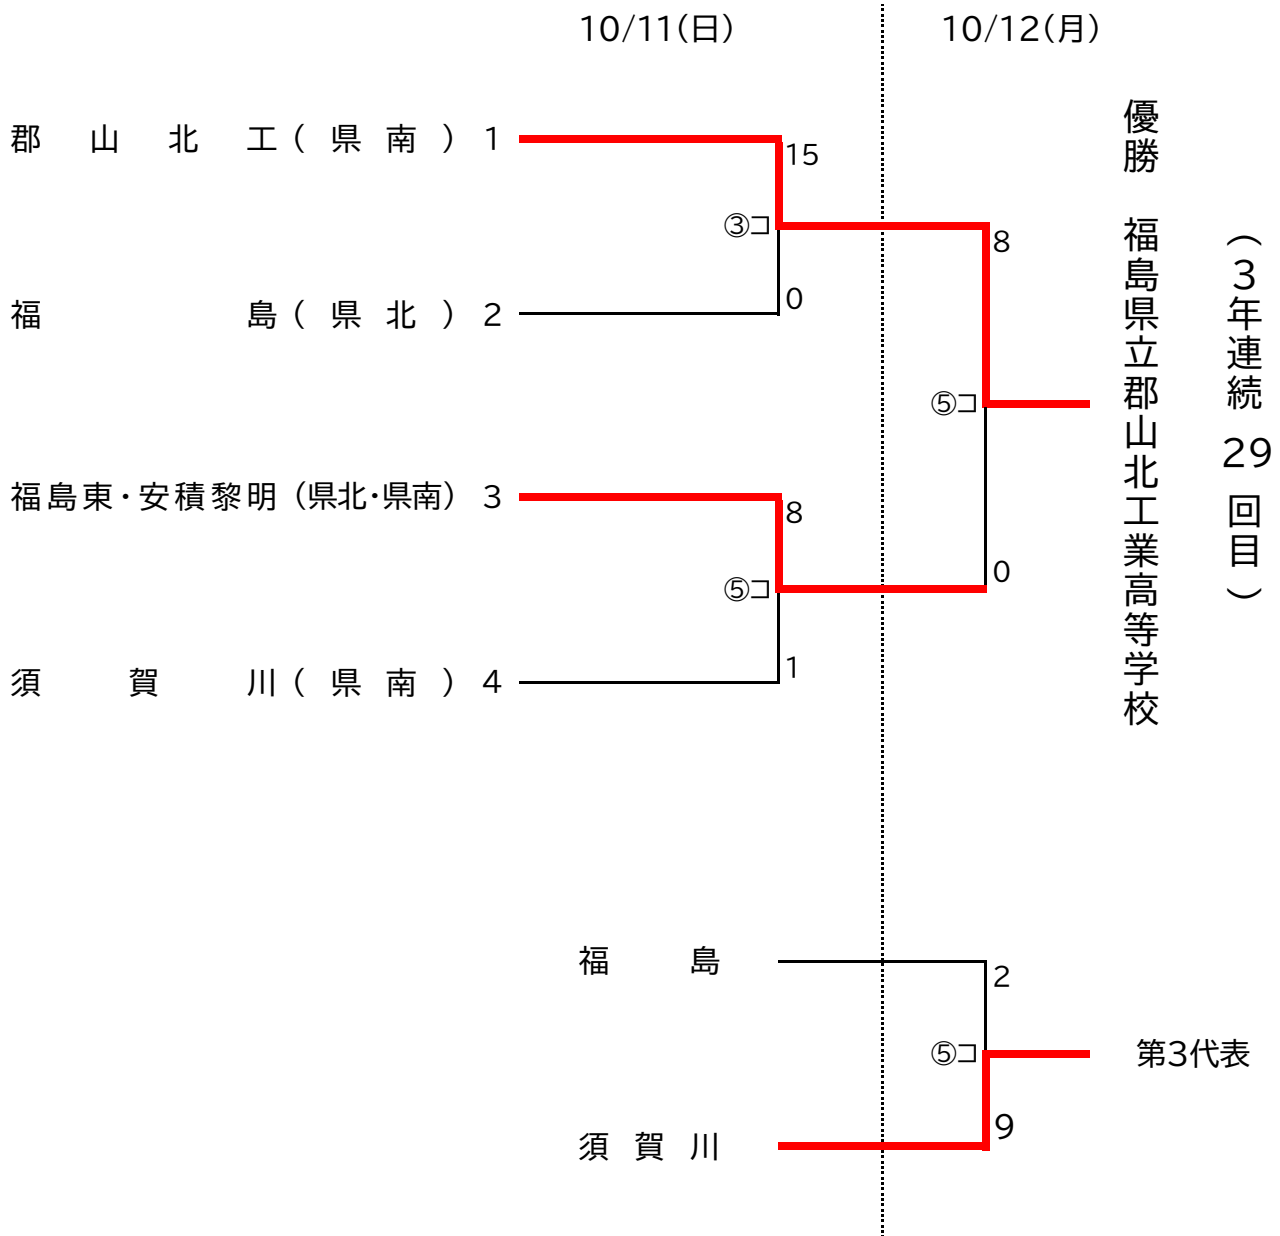 10/11(日)
10/12(月)
郡山北工(県南) 1
15
③コ
福島(県北) 2
0
8
⑤コ
福島東・安積黎明(県北・県南) 3
8
⑤コ
0
須賀川(県南) 4
1
優勝 福島県立郡山北工業高等学校
(3年連続 29 回目)
福島
2
⑤コ
第3代表
須賀川
9